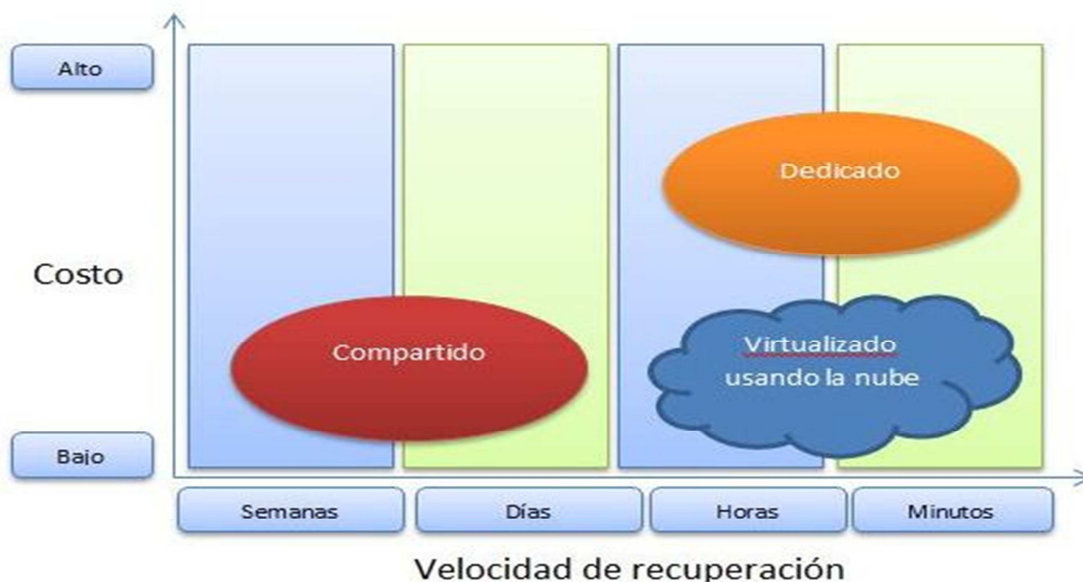 Alto
Dedicado
Costo
Compartido
Virtualizado
usando la nube
Bajo
Semanas
Días
Horas
Minutos
Velocidad de recuperación